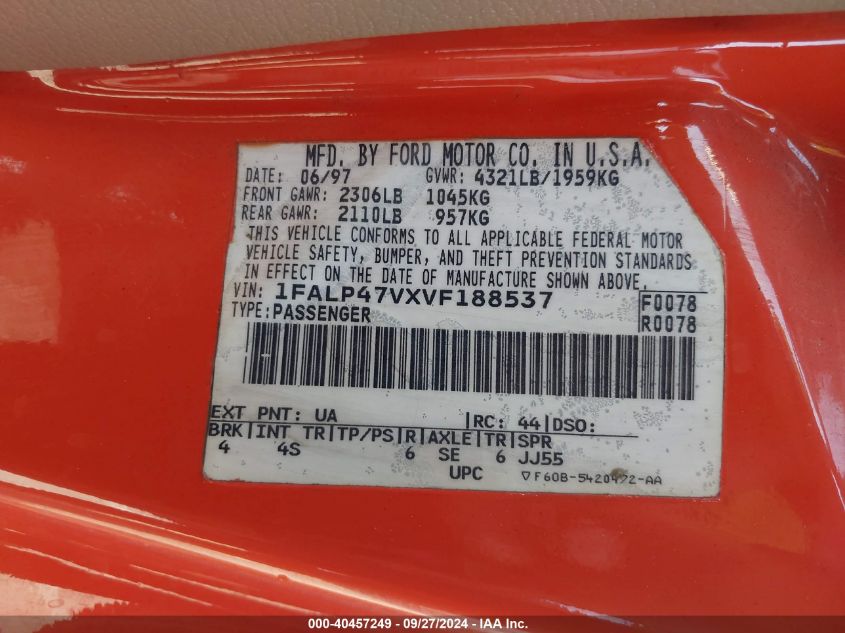 MFD. BY FORD MOTOR CO. IN U.S.A.
DATE: 06/97 GVWR: 4321LB/1959KG
FRONT GAWR: 2306LB 1045KG
REAR GAWR: 2110LB 957KG
THIS VEHICLE CONFORMS TO ALL APPLICABLE FEDERAL MOTOR
VEHICLE SAFETY, BUMPER, AND THEFT PREVENTION STANDARDS
IN EFFECT ON THE DATE OF MANUFACTURE SHOWN ABOVE.
VIN: 1FALP47VXVF188537 F0078
TYPE: PASSENGER R0078
EXT PNT: UA |RC: 44|DSO:
BRK|INT TR|TP/PS|R|AXLE|TR|SPR
4 4S 6 SE 6 JJ55
UPC ▽F60B-5420472-AA
000-40457249 - 09/27/2024 - IAA Inc.